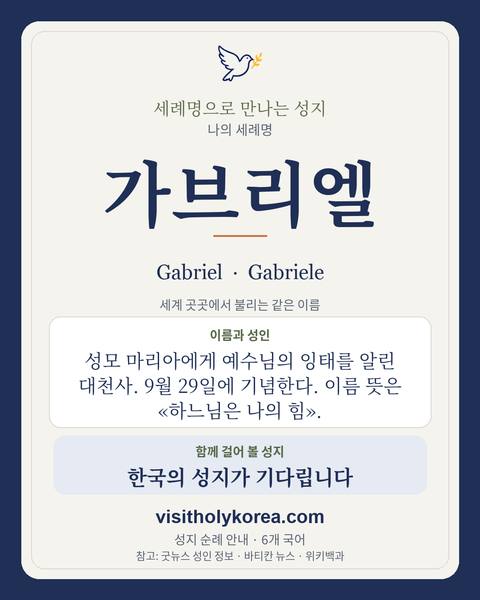 세례명으로 만나는 성지
나의 세례명
가브리엘
Gabriel · Gabriele
세계 곳곳에서 불리는 같은 이름
이름과 성인
성모 마리아에게 예수님의 잉태를 알린
대천사. 9월 29일에 기념한다. 이름 뜻은
«하느님은 나의 힘».
함께 걸어 볼 성지
한국의 성지가 기다립니다
visitholykorea.com
성지 순례 안내 · 6개 국어
참고: 굿뉴스 성인 정보 · 바티칸 뉴스 · 위키백과